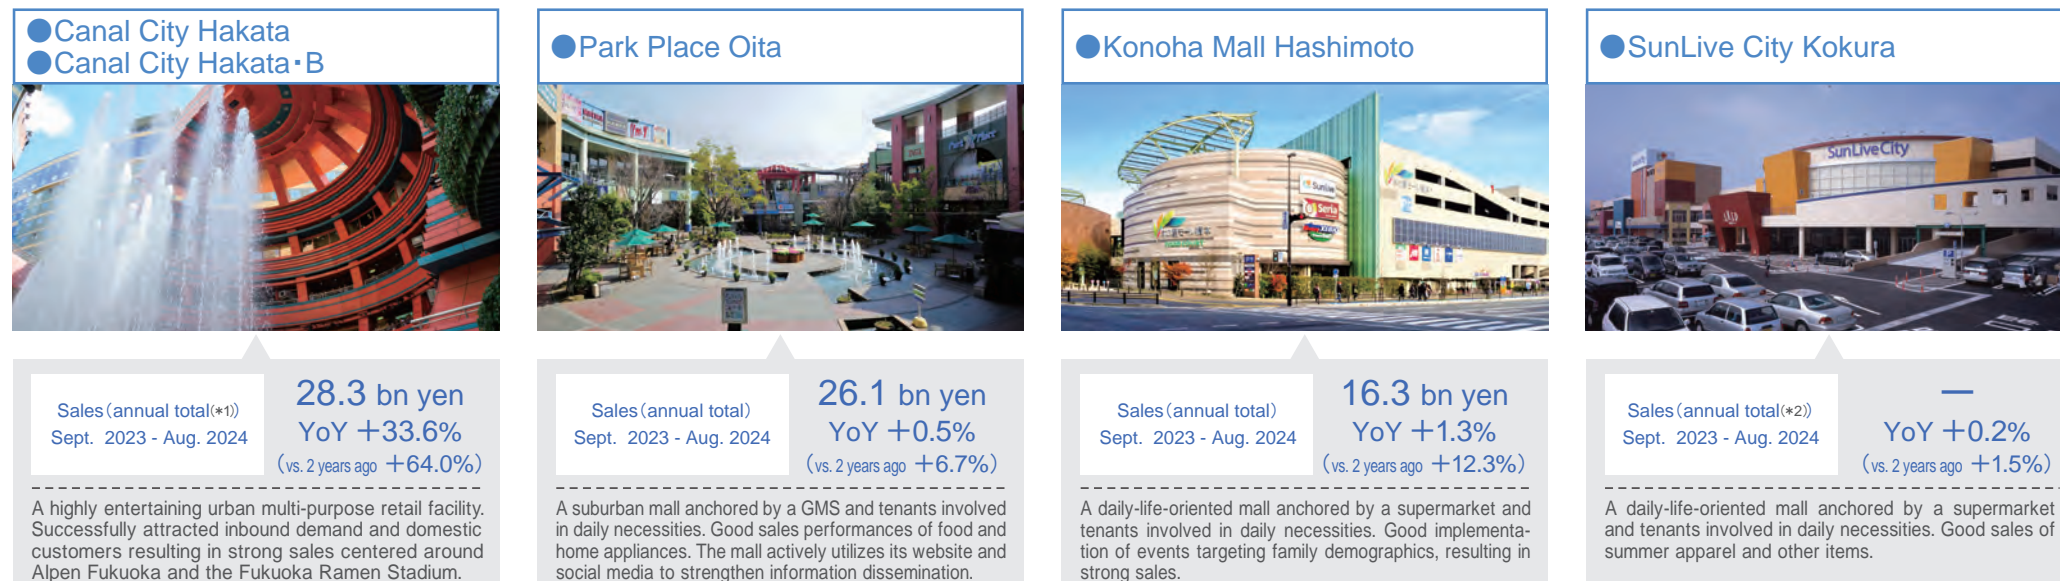 ●Canal City Hakata
●Canal City Hakata・B
Sales（annual total(*1)）
Sept. 2023 - Aug. 2024
28.3 bn yen
YoY ＋33.6%
（vs. 2 years ago ＋64.0%）
A highly entertaining urban multi-purpose retail facility.
Successfully attracted inbound demand and domestic
customers resulting in strong sales centered around
Alpen Fukuoka and the Fukuoka Ramen Stadium.
●Park Place Oita
Sales（annual total）
Sept. 2023 - Aug. 2024
26.1 bn yen
YoY ＋0.5%
（vs. 2 years ago ＋6.7%）
A suburban mall anchored by a GMS and tenants involved
in daily necessities. Good sales performances of food and
home appliances. The mall actively utilizes its website and
social media to strengthen information dissemination.
●Konoha Mall Hashimoto
Sunlive
Seria
Sales（annual total）
Sept. 2023 - Aug. 2024
16.3 bn yen
YoY ＋1.3%
（vs. 2 years ago ＋12.3%）
A daily-life-oriented mall anchored by a supermarket and
tenants involved in daily necessities. Good implementa-
tion of events targeting family demographics, resulting in
strong sales.
●SunLive City Kokura
SunLiveCity
Sales（annual total(*2)）
Sept. 2023 - Aug. 2024
—
YoY ＋0.2%
（vs. 2 years ago ＋1.5%）
A daily-life-oriented mall anchored by a supermarket
and tenants involved in daily necessities. Good sales of
summer apparel and other items.